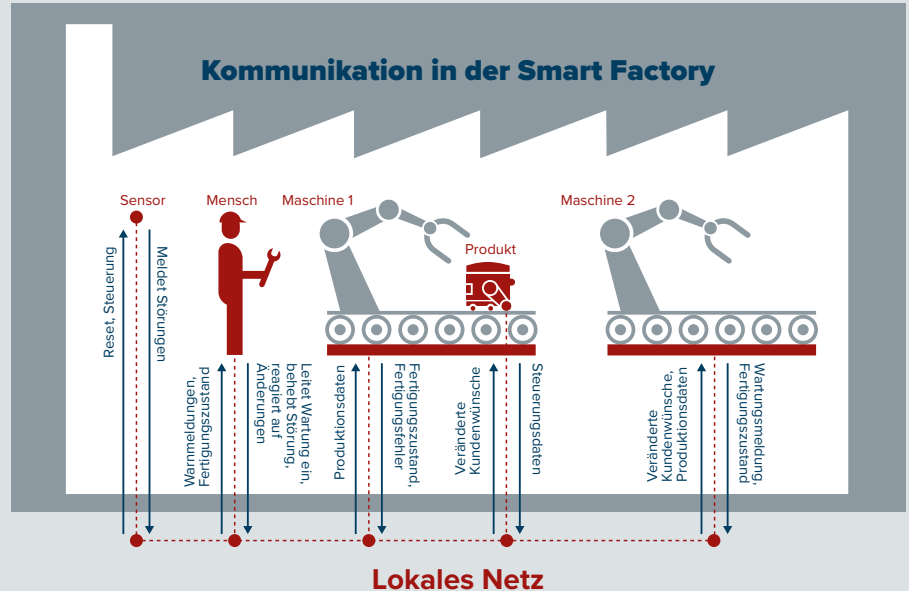 Kommunikation in der Smart Factory
Sensor
Mensch
Maschine 1
Maschine 2
Produkt
Reset, Steuerung
Meldet Störungen
Warnmeldungen,
Fertigungszustand
Leitet Wartung ein,
behebt Störung,
reagiert auf
Änderungen
Produktionsdaten
Fertigungszustand,
Fertigungsfehler
Veränderte
Kundenwünsche
Steuerungsdaten
Veränderte
Kundenwünsche,
Produktionsdaten
Wartungsmeldung,
Fertigungszustand
Lokales Netz